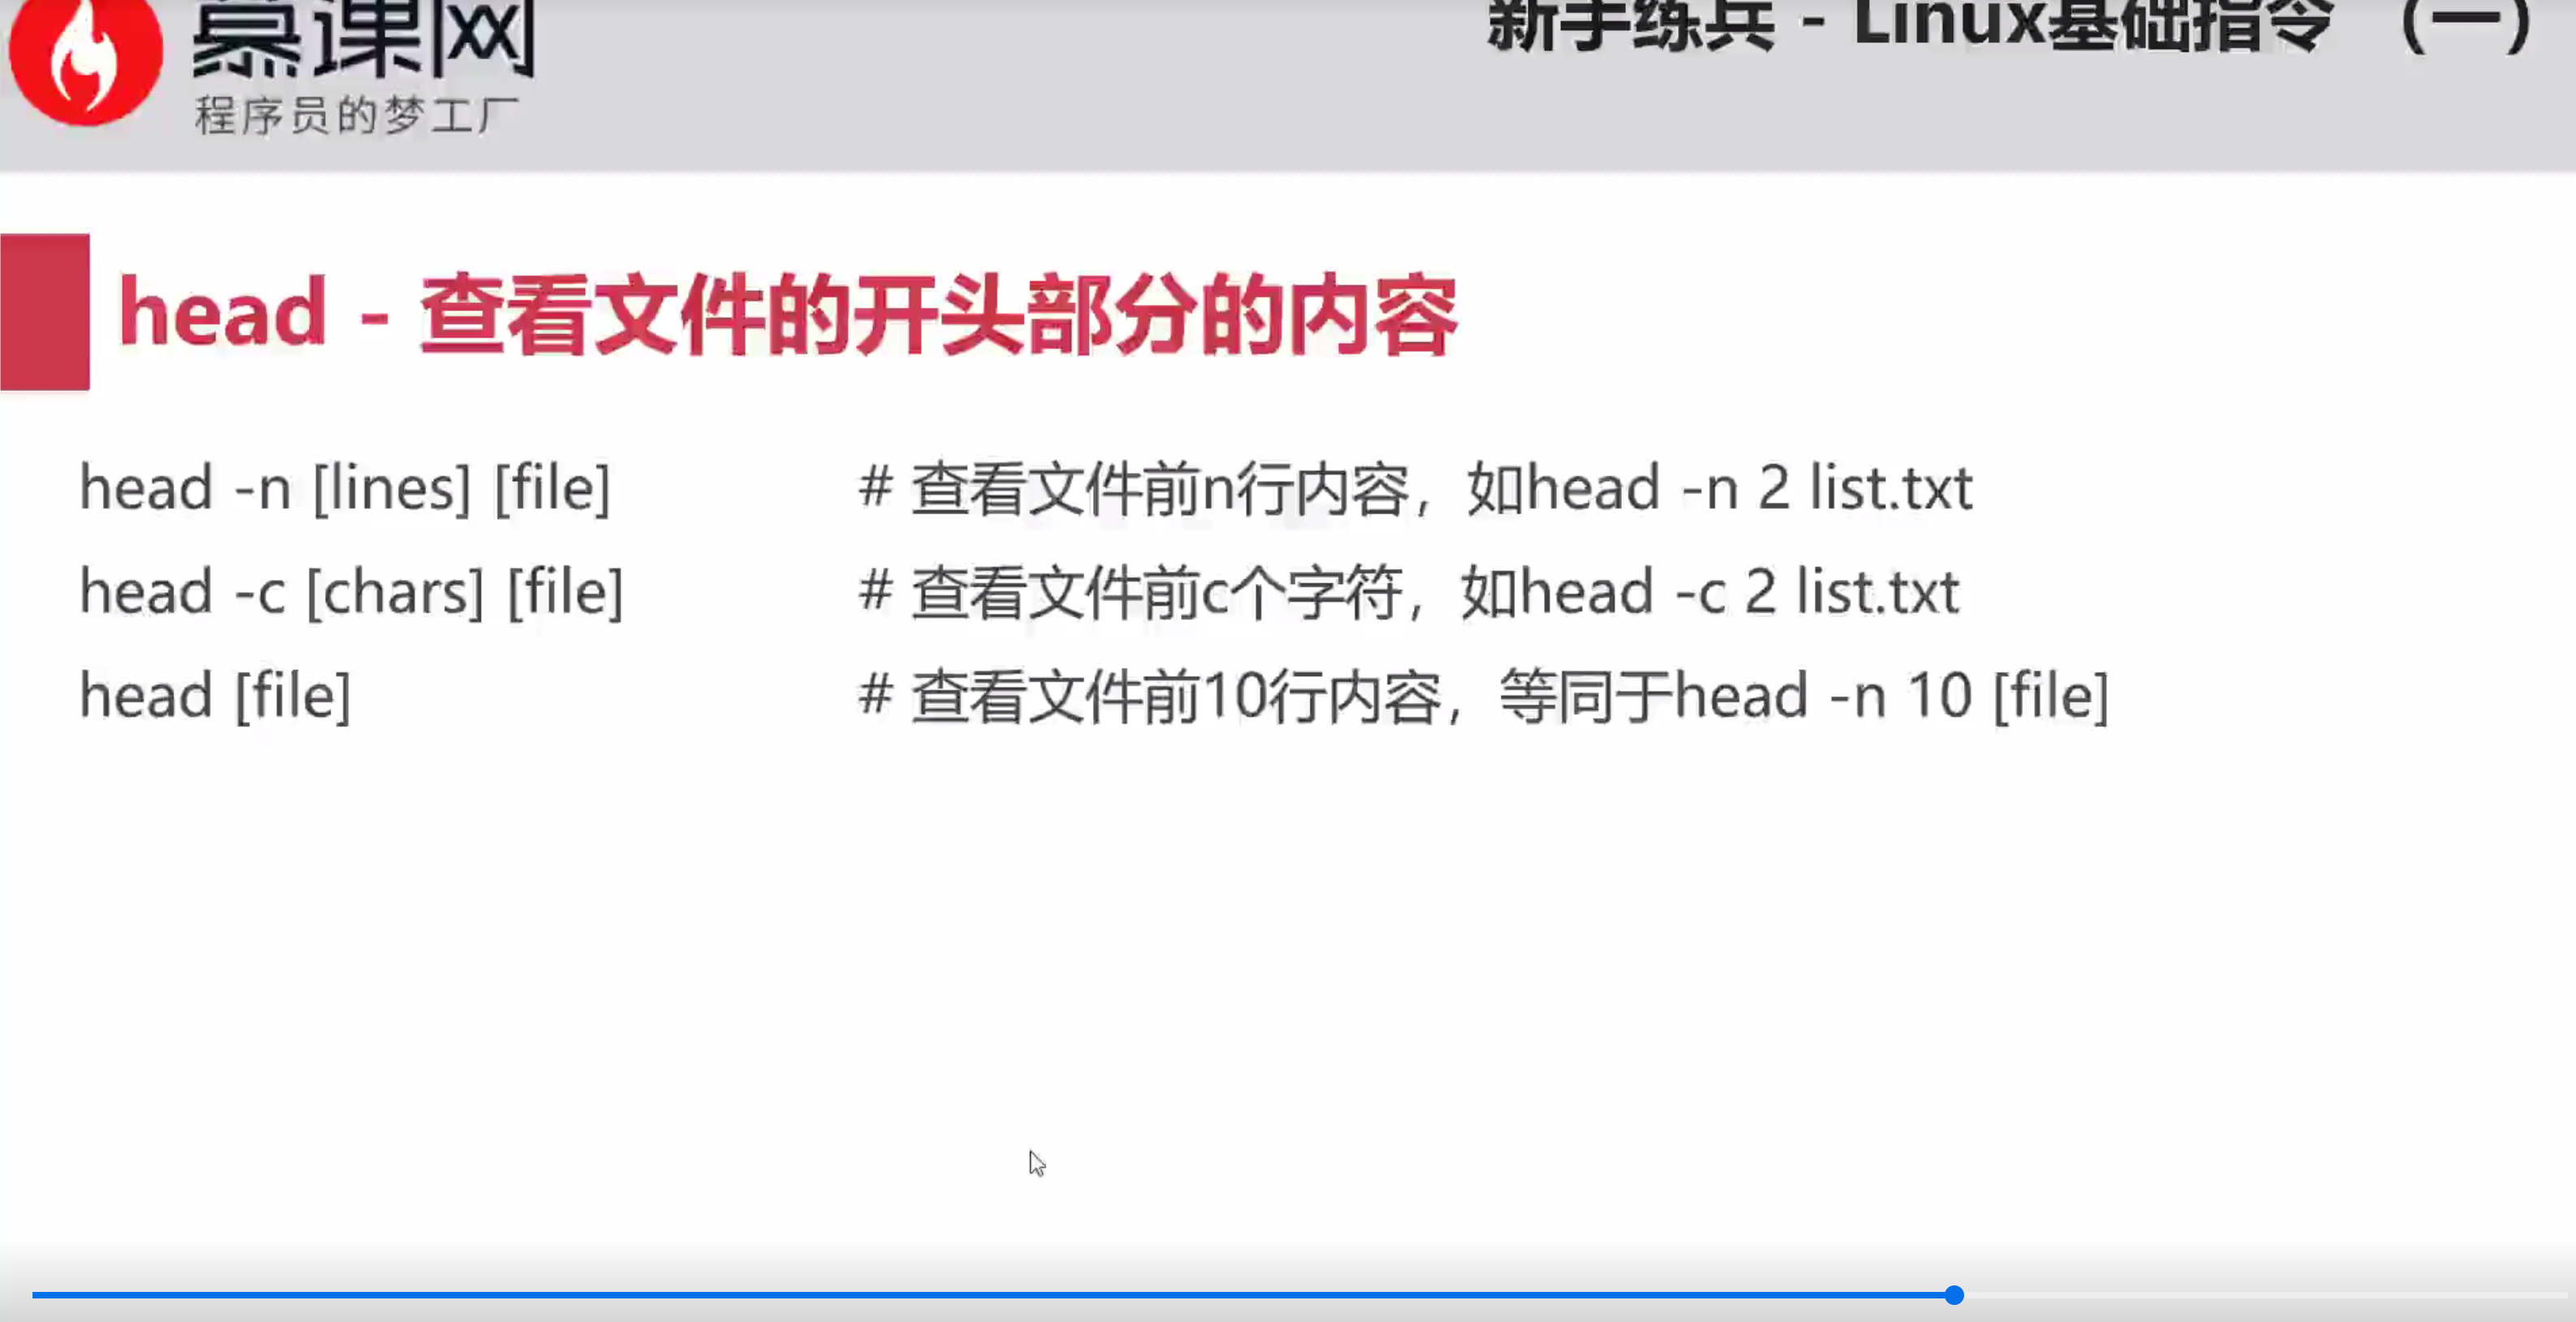 慕课网
程序员的梦工厂
新手练兵 - Linux基础指令 （一）
head - 查看文件的开头部分的内容
head -n [lines] [file] # 查看文件前n行内容，如head -n 2 list.txt
head -c [chars] [file] # 查看文件前c个字符，如head -c 2 list.txt
head [file] # 查看文件前10行内容，等同于head -n 10 [file]